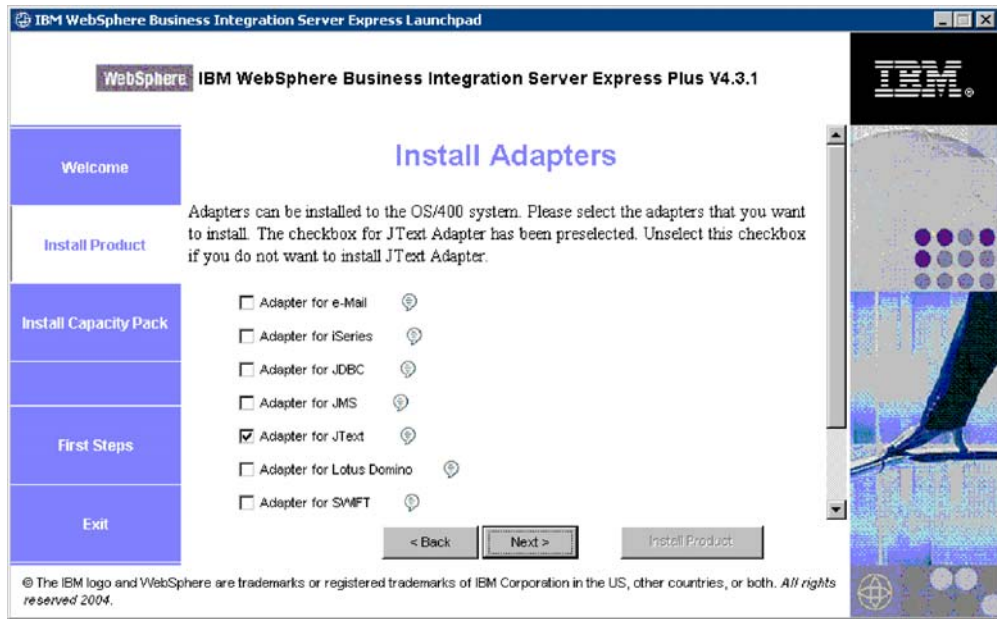 IBM WebSphere Business Integration Server Express Launchpad
WebSphere IBM WebSphere Business Integration Server Express Plus V4.3.1
IBM®
Welcome
Install Product
Install Capacity Pack
First Steps
Exit
Install Adapters
Adapters can be installed to the OS/400 system. Please select the adapters that you want
to install. The checkbox for JText Adapter has been preselected. Unselect this checkbox
if you do not want to install JText Adapter.
Adapter for e-Mail
Adapter for iSeries
Adapter for JDBC
Adapter for JMS
Adapter for JText
Adapter for Lotus Domino
Adapter for SWIFT
< Back
Next >
Install Product
© The IBM logo and WebSphere are trademarks or registered trademarks of IBM Corporation in the US, other countries, or both. All rights
reserved 2004.